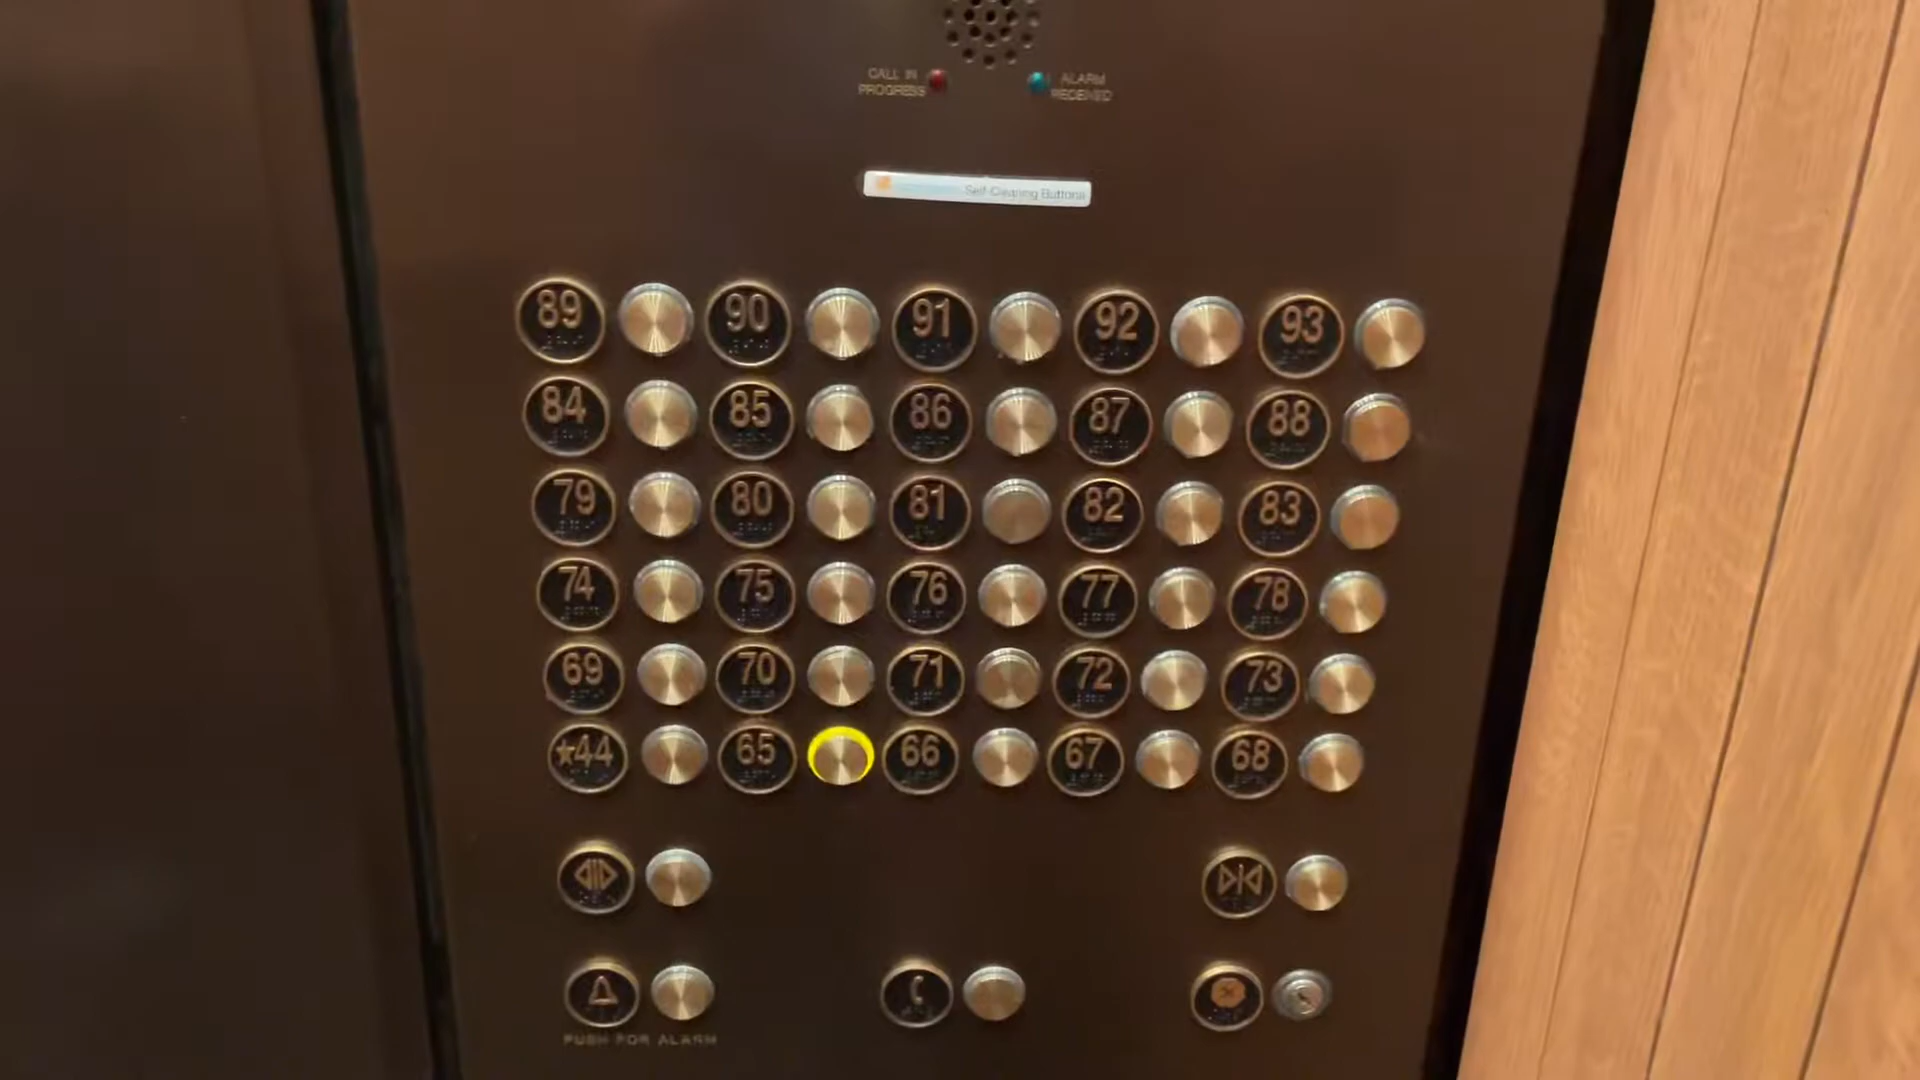 CALL IN
PROGRESS
ALARM
RECEIVED
Self-Cleaning Buttons
89 90 91 92 93
84 85 86 87 88
79 80 81 82 83
74 75 76 77 78
69 70 71 72 73
★44 65 66 67 68
PUSH FOR ALARM